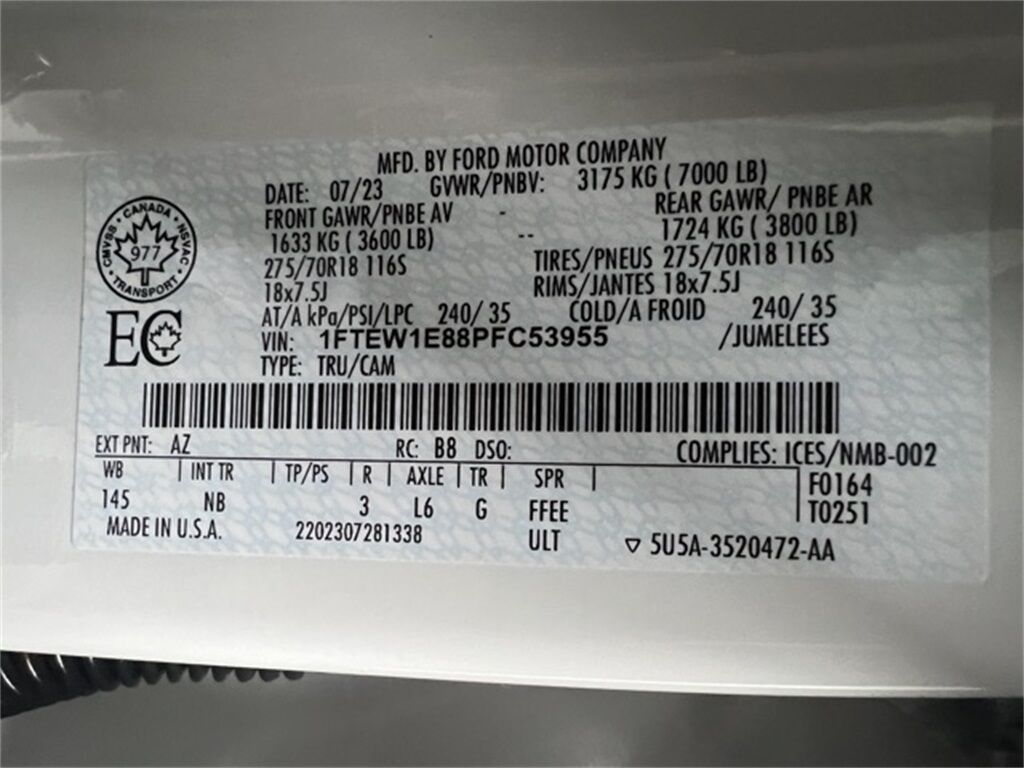 MFD. BY FORD MOTOR COMPANY
DATE: 07/23 GVWR/PNBV: 3175 KG ( 7000 LB)
FRONT GAWR/PNBE AV - REAR GAWR/ PNBE AR
1633 KG ( 3600 LB) -- 1724 KG ( 3800 LB)
275/70R18 116S TIRES/PNEUS 275/70R18 116S
18x7.5J RIMS/JANTES 18x7.5J
AT/A kPa/PSI/LPC 240/ 35 COLD/A FROID 240/ 35
VIN: 1FTEW1E88PFC53955 /JUMELEES
TYPE: TRU/CAM
CANADA
CMVSS NSVAC
977
TRANSPORT
EC
EXT PNT: AZ RC: B8 DSO: COMPLIES: ICES/NMB-002
WB INT TR TP/PS R AXLE TR SPR F0164
145 NB 3 L6 G FFEE T0251
MADE IN U.S.A. 2202307281338 ULT ▽ 5U5A-3520472-AA